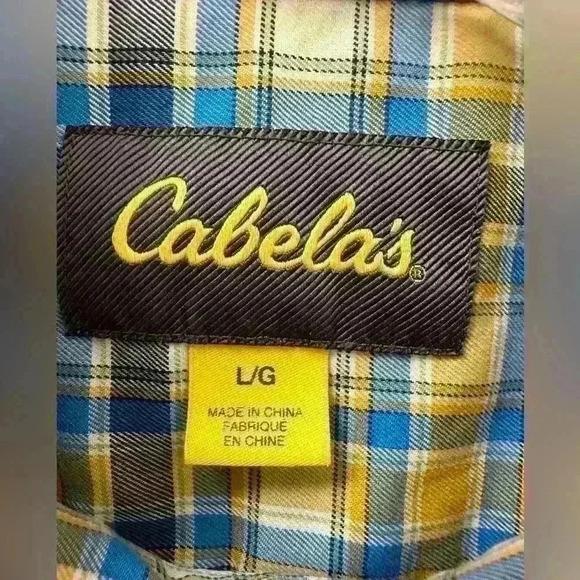 Cabela's®
L/G
MADE IN CHINA
FABRIQUE
EN CHINE